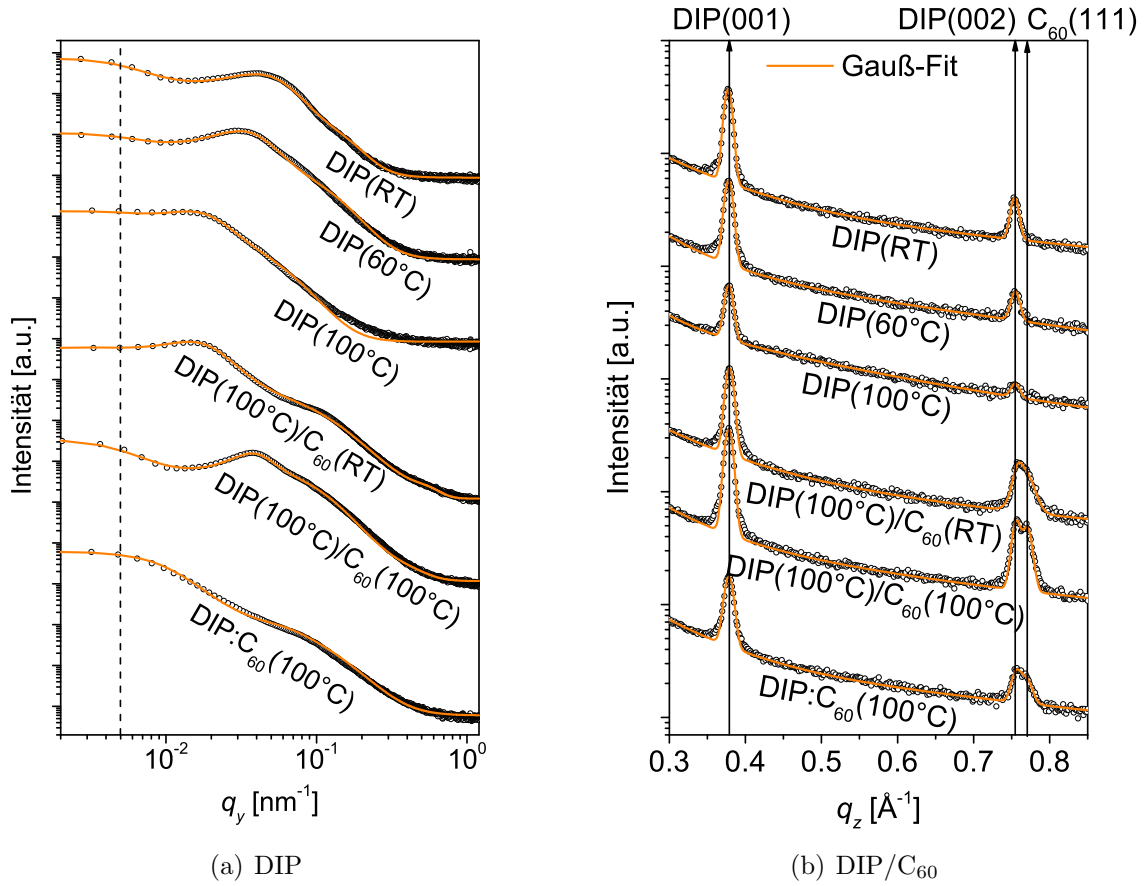 Intensität [a.u.]
DIP(RT)
DIP(60°C)
DIP(100°C)
DIP(100°C)/C60(RT)
DIP(100°C)/C60(100°C)
DIP:C60(100°C)
10-2 10-1 100
qy [nm-1]
(a) DIP
DIP(001) DIP(002) C60(111)
Gauß-Fit
Intensität [a.u.]
DIP(RT)
DIP(60°C)
DIP(100°C)
DIP(100°C)/C60(RT)
DIP(100°C)/C60(100°C)
DIP:C60(100°C)
0.3 0.4 0.5 0.6 0.7 0.8
qz [Å-1]
(b) DIP/C60